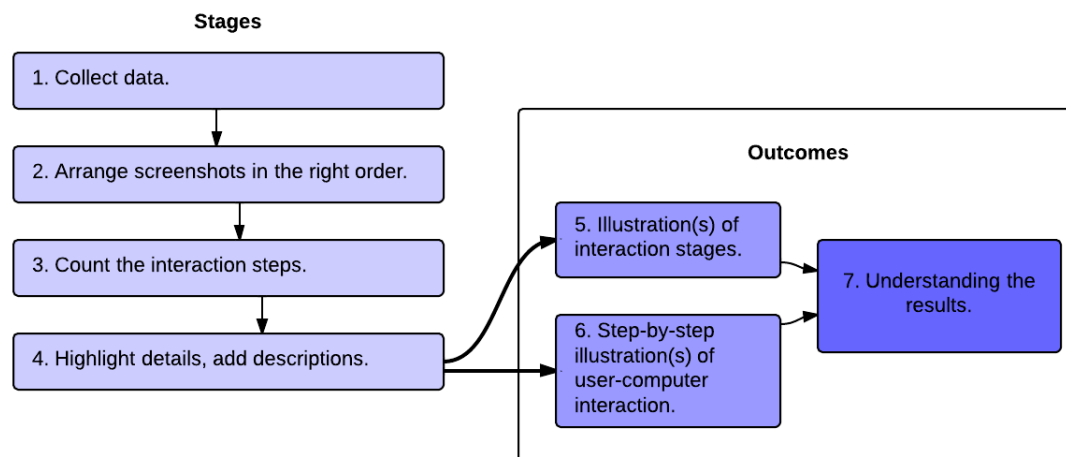 Stages
1. Collect data.
2. Arrange screenshots in the right order.
3. Count the interaction steps.
4. Highlight details, add descriptions.
Outcomes
5. Illustration(s) of
interaction stages.
6. Step-by-step
illustration(s) of
user-computer
interaction.
7. Understanding the
results.